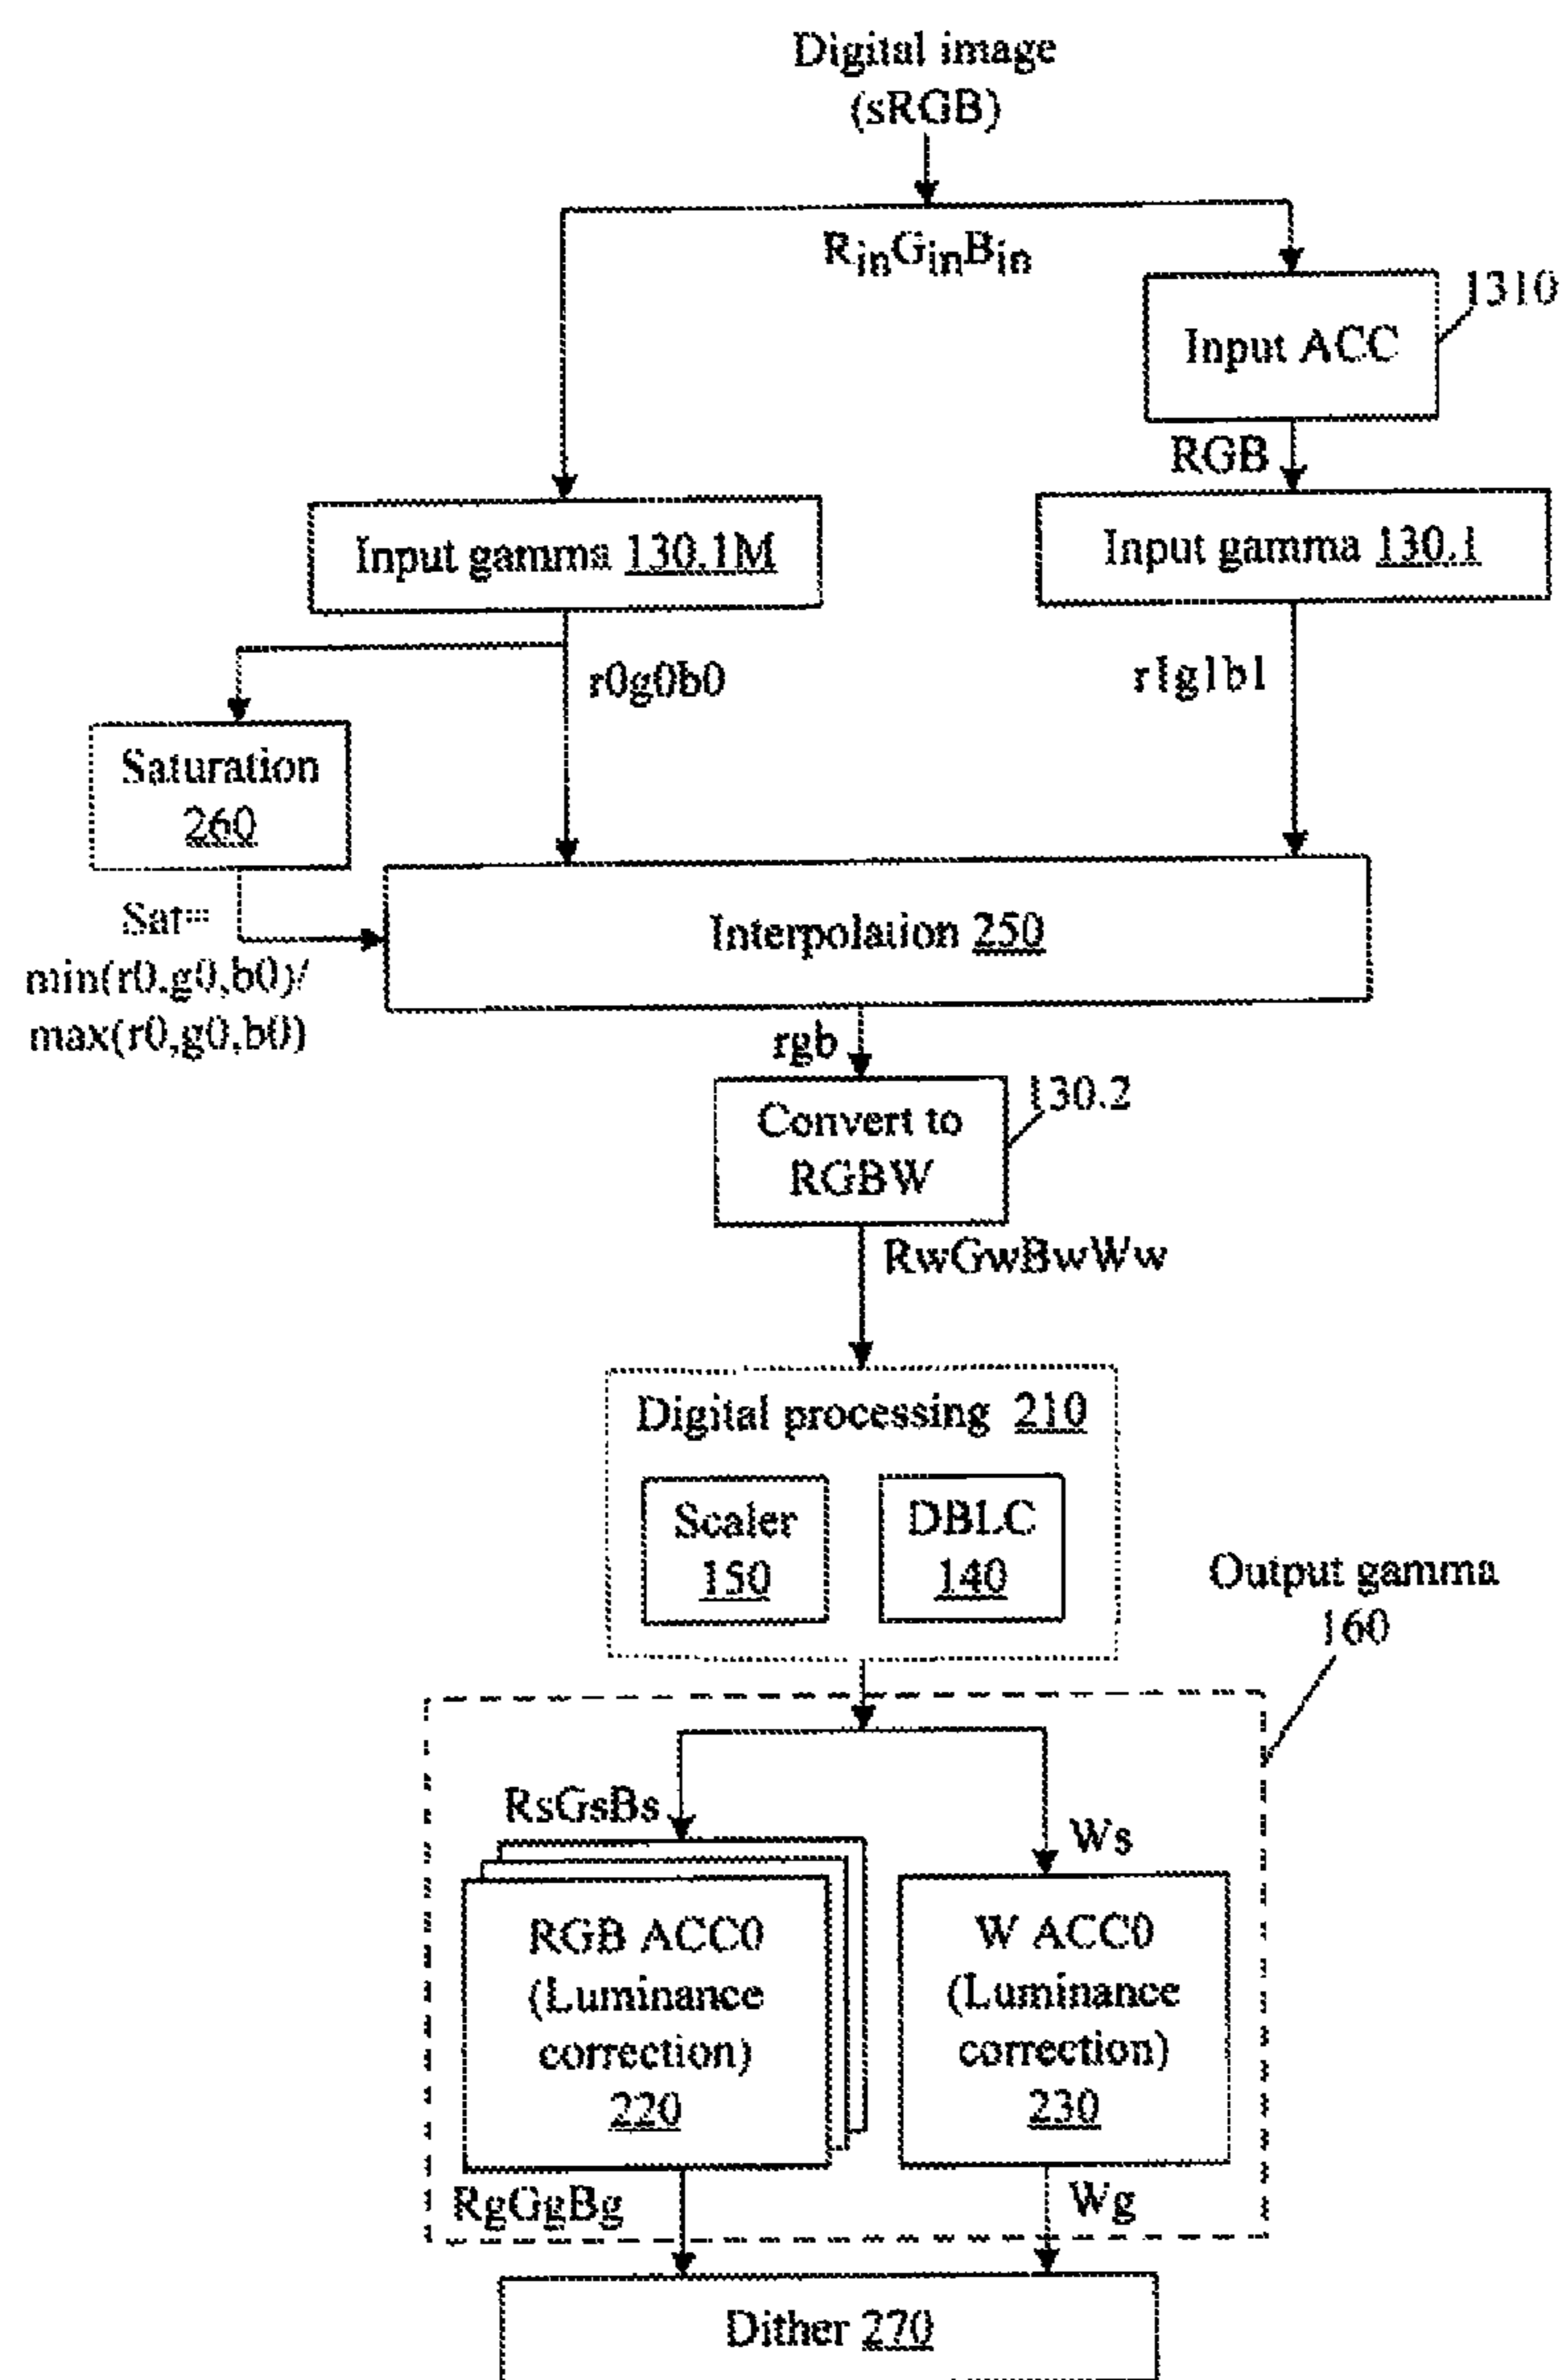 Digital image
(sRGB)
RinGinBin
1310
Input ACC
RGB
Input gamma 130.1M
Input gamma 130.1
r0g0b0
r1g1b1
Saturation
260
Sat=
min(r0,g0,b0)/
max(r0,g0,b0)
Interpolation 250
rgb
130.2
Convert to
RGBW
RwGwBwWw
Digital processing 210
Scaler
150
DBLC
140
Output gamma
160
RsGsBs
Ws
RGB ACC0
(Luminance
correction)
220
W ACC0
(Luminance
correction)
230
RgGgBg
Wg
Dither 270